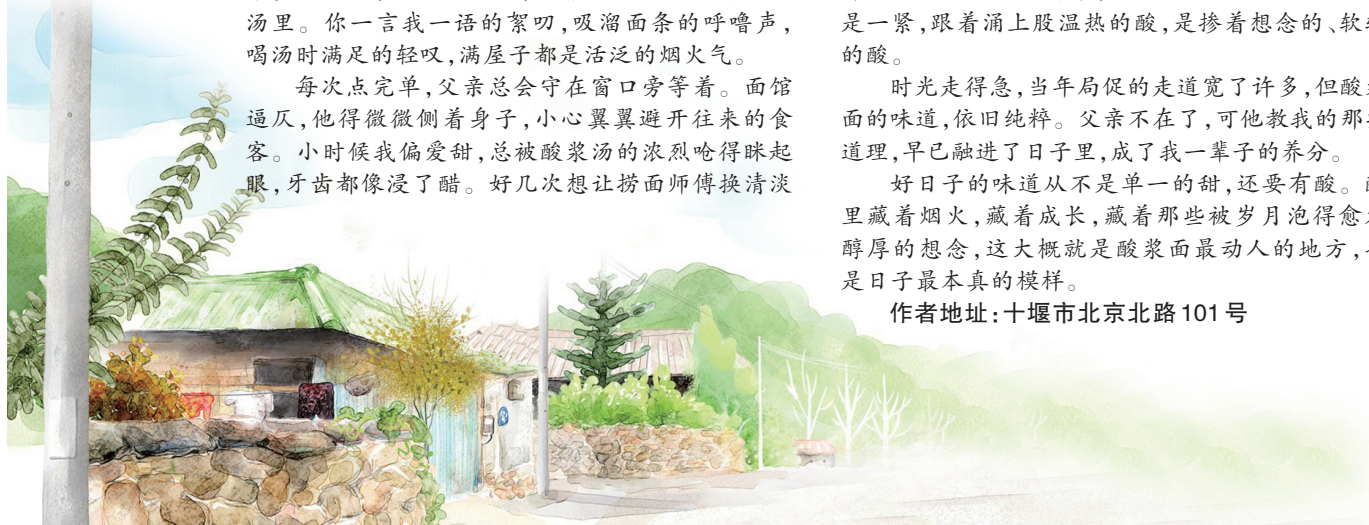 汤里。你一言我一语的絮叨,吸溜面条的呼噜声,
喝汤时满足的轻叹,满屋子都是活泛的烟火气。
每次点完单,父亲总会守在窗口旁等着。面馆
逼仄,他得微微侧着身子,小心翼翼避开往来的食
客。小时候我偏爱甜,总被酸浆汤的浓烈呛得眯起
眼,牙齿都像浸了醋。好几次想让捞面师傅换清淡
是一紧,跟着涌上股温热的酸,是掺着想念的、软
的酸。
时光走得急,当年局促的走道宽了许多,但酸
面的味道,依旧纯粹。父亲不在了,可他教我的那
道理,早已融进了日子里,成了我一辈子的养分。
好日子的味道从不是单一的甜,还要有酸。
里藏着烟火,藏着成长,藏着那些被岁月泡得愈
醇厚的想念,这大概就是酸浆面最动人的地方,
是日子最本真的模样。
作者地址:十堰市北京北路101号